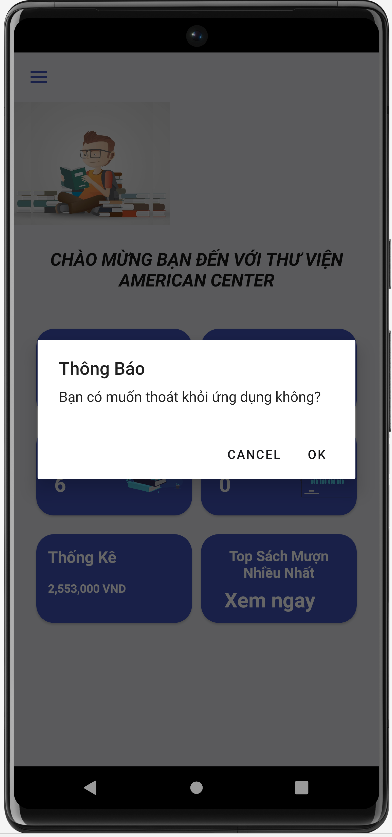 CHÀO MỪNG BẠN ĐẾN VỚI THƯ VIỆN
AMERICAN CENTER
Thông Báo
Bạn có muốn thoát khỏi ứng dụng không?
CANCEL
OK
6
0
Thống Kê
2,553,000 VND
Top Sách Mượn
Nhiều Nhất
Xem ngay